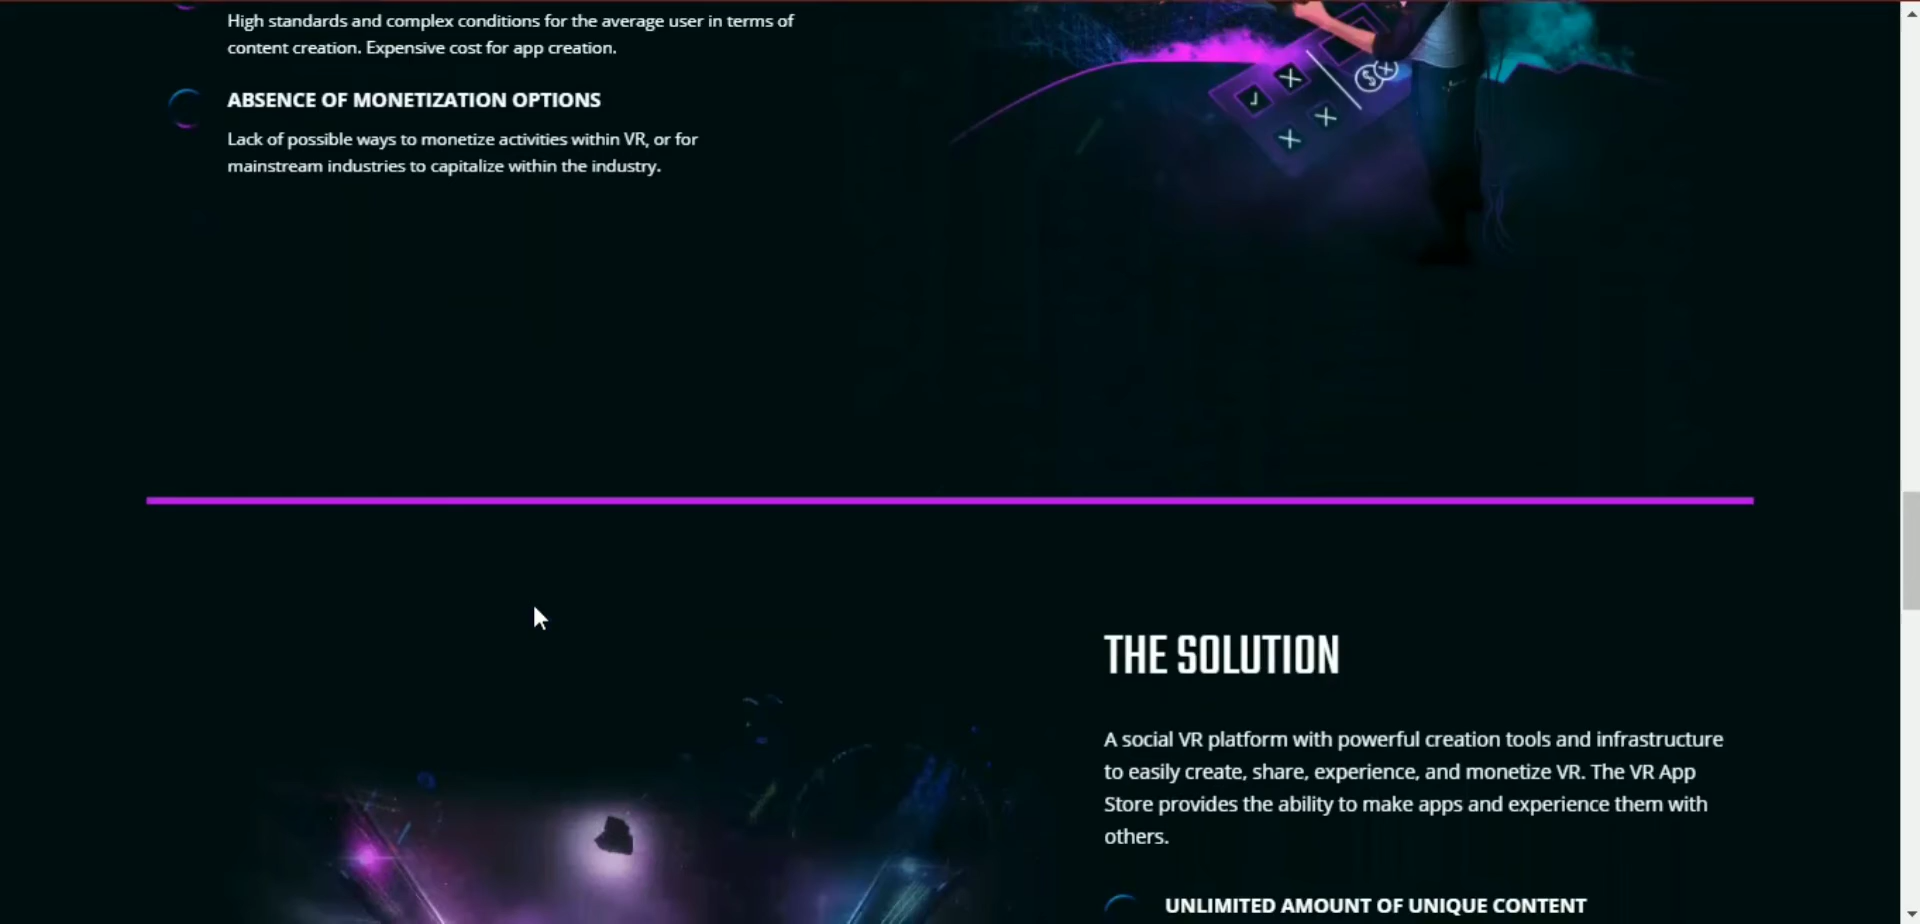 High standards and complex conditions for the average user in terms of
content creation. Expensive cost for app creation.
ABSENCE OF MONETIZATION OPTIONS
Lack of possible ways to monetize activities within VR, or for
mainstream industries to capitalize within the industry.
THE SOLUTION
A social VR platform with powerful creation tools and infrastructure
to easily create, share, experience, and monetize VR. The VR App
Store provides the ability to make apps and experience them with
others.
UNLIMITED AMOUNT OF UNIQUE CONTENT